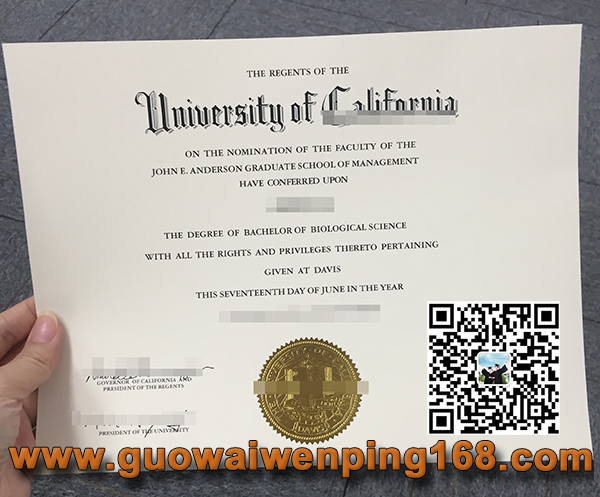 THE REGENTS OF THE
University of California
ON THE NOMINATION OF THE FACULTY OF THE
JOHN E. ANDERSON GRADUATE SCHOOL OF MANAGEMENT
HAVE CONFERRED UPON
THE DEGREE OF BACHELOR OF BIOLOGICAL SCIENCE
WITH ALL THE RIGHTS AND PRIVILEGES THERETO PERTAINING
GIVEN AT DAVIS
THIS SEVENTEENTH DAY OF JUNE IN THE YEAR
GOVERNOR OF CALIFORNIA AND
PRESIDENT OF THE REGENTS
PRESIDENT OF THE UNIVERSITY
www.guowaiwenping168.com